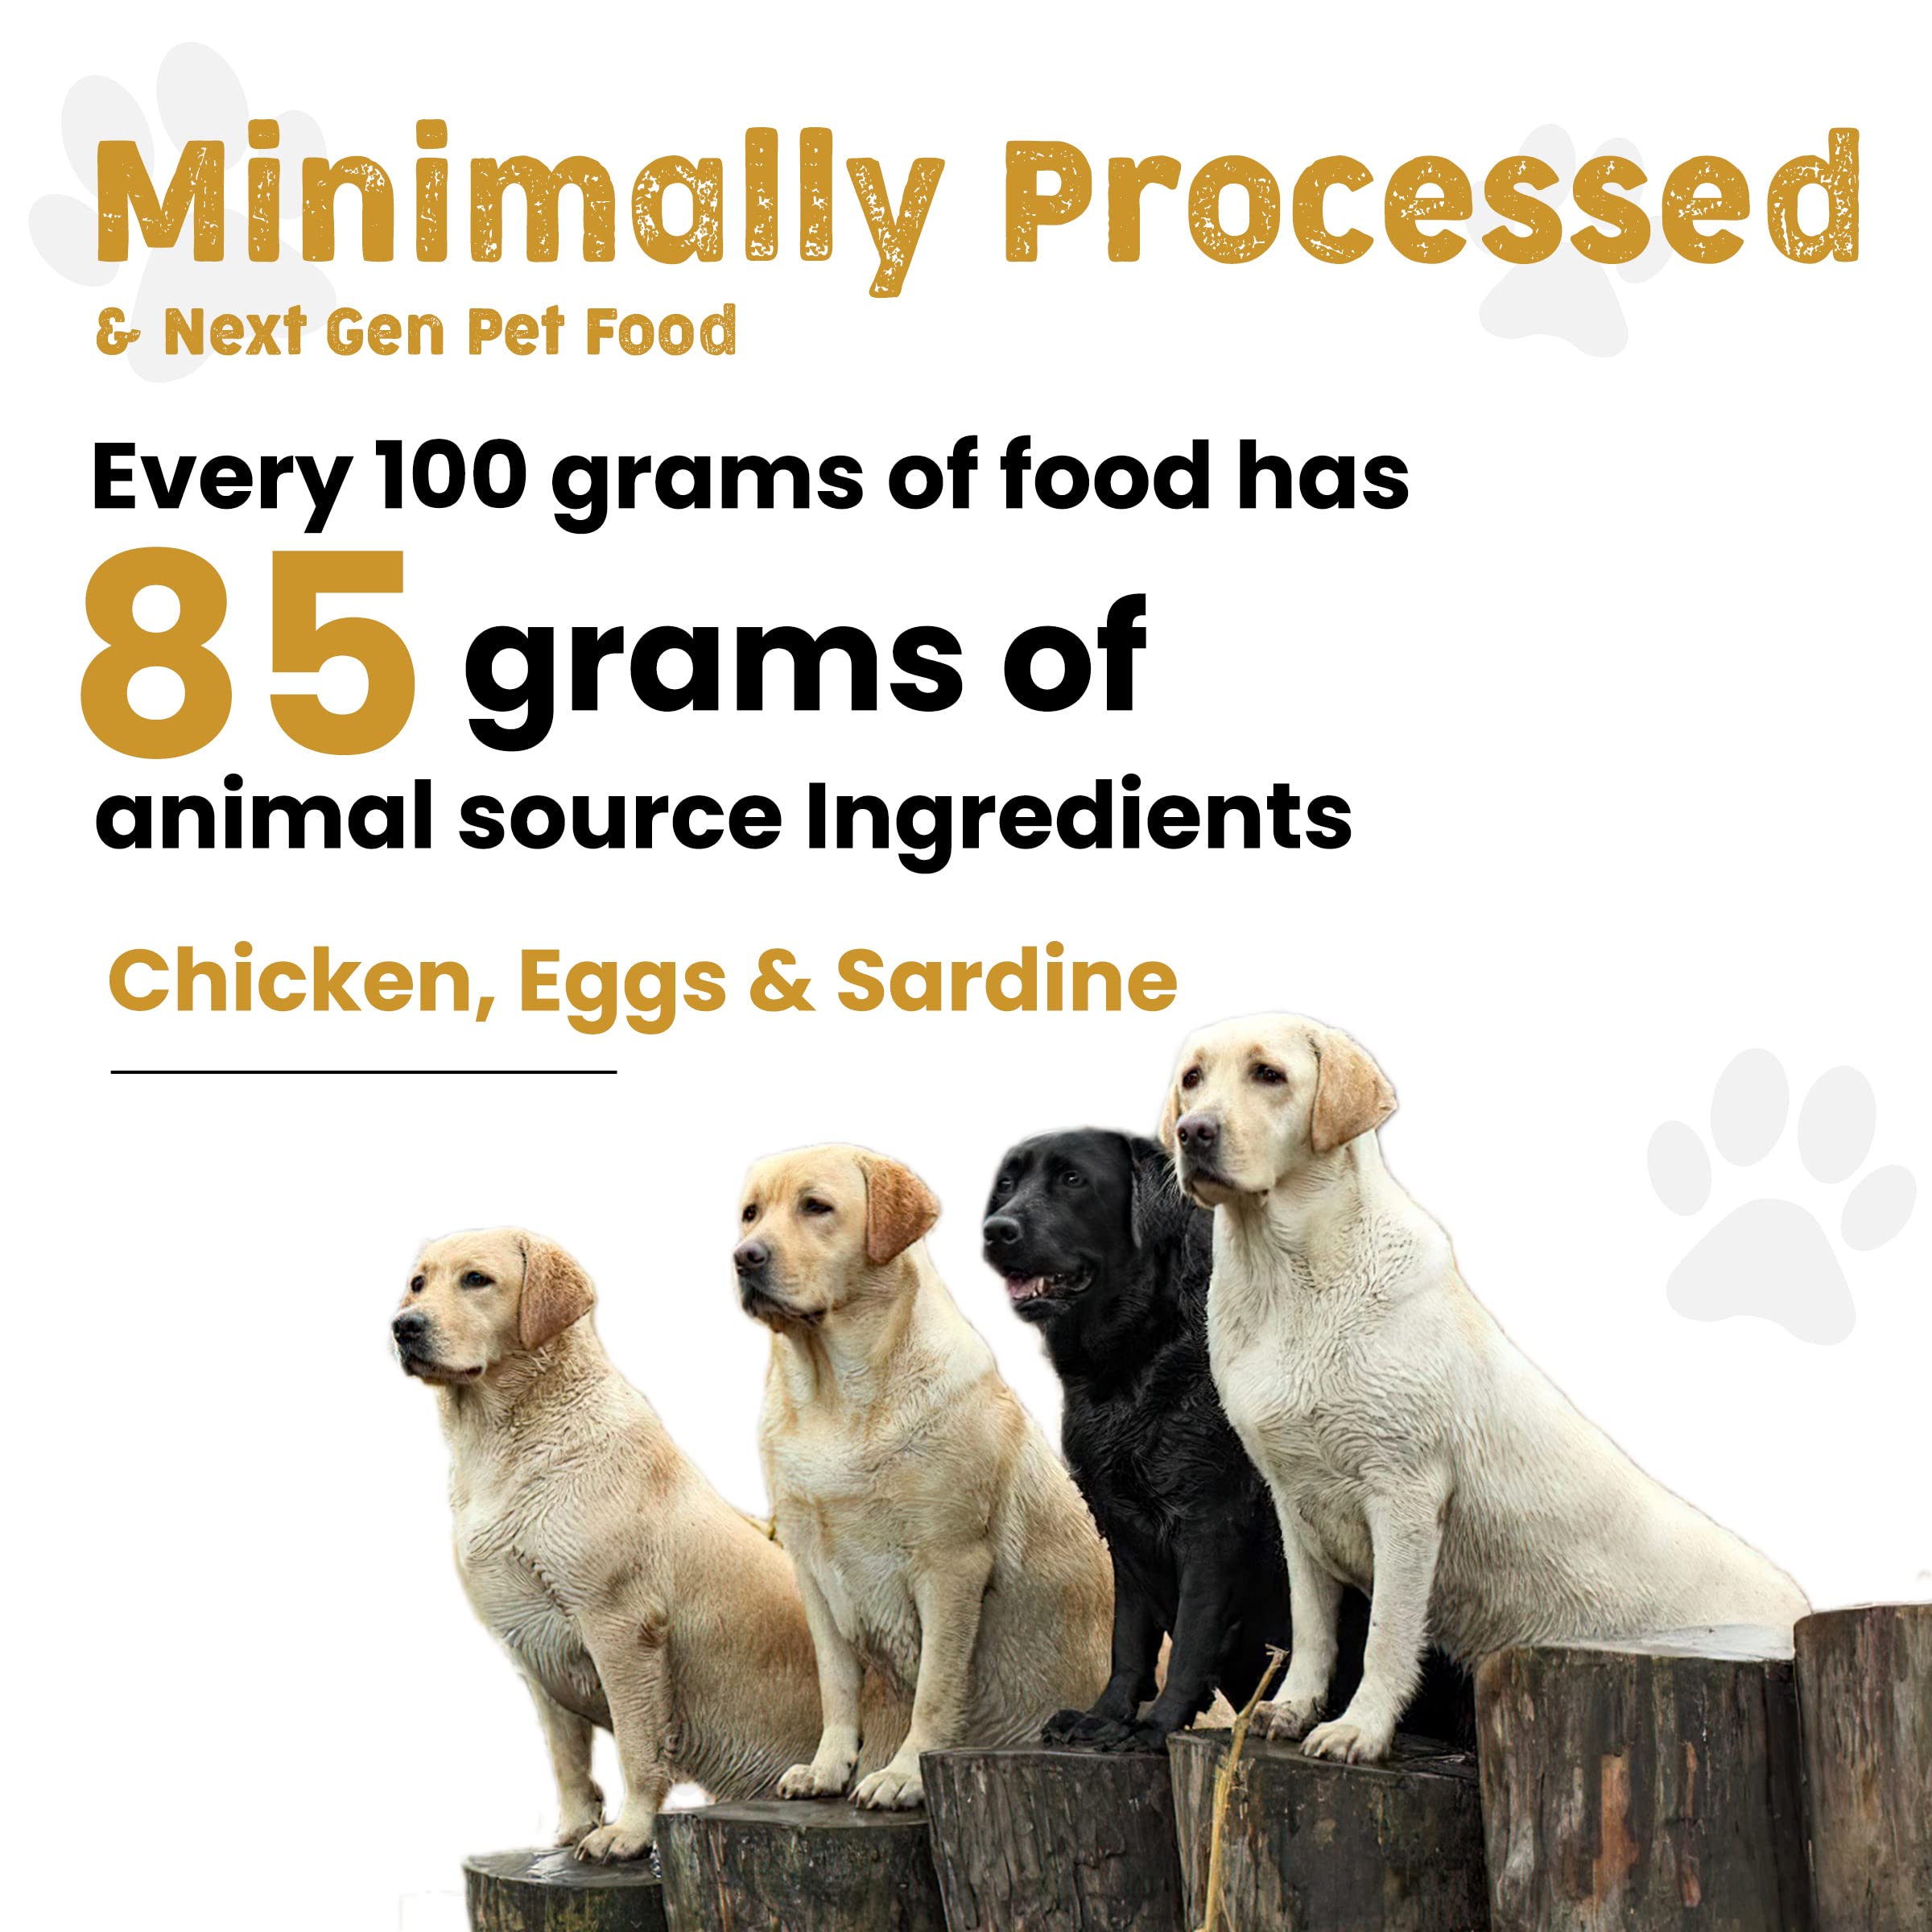 Minimally Processed
& Next Gen Pet Food
Every 100 grams of food has
85 grams of
animal source Ingredients
Chicken, Eggs & Sardine